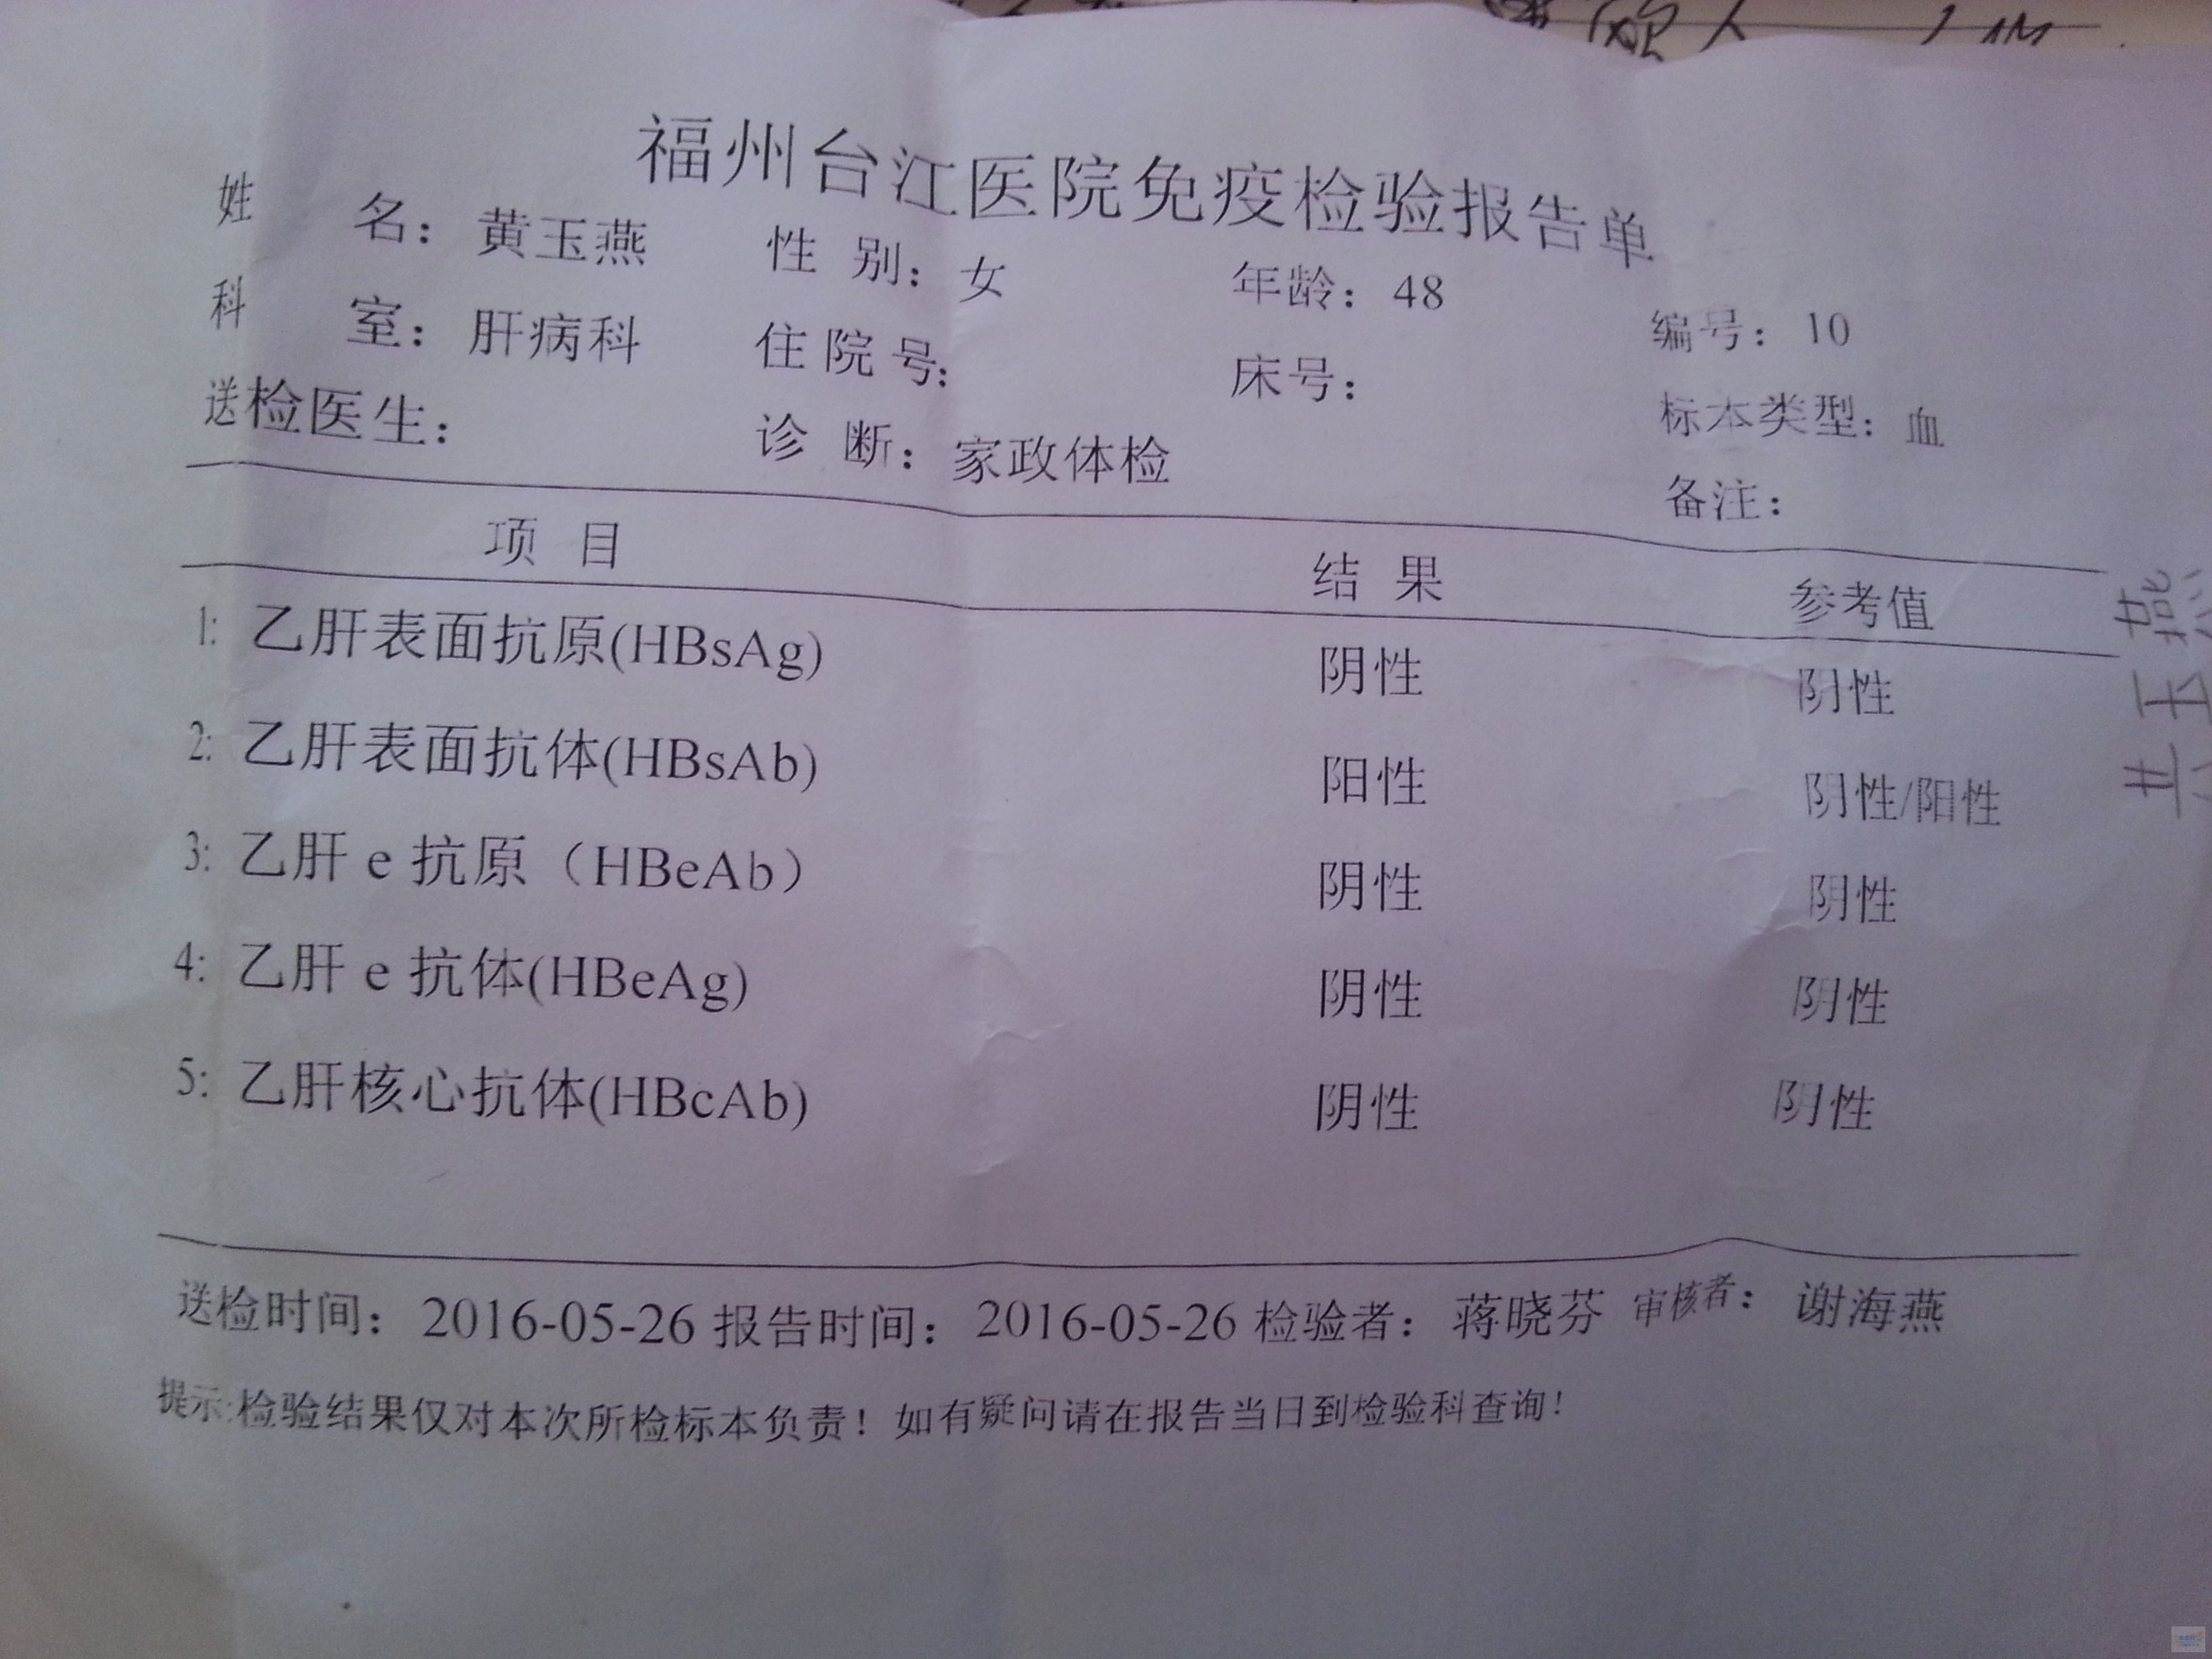 福州台江医院免疫检验报告单
姓 名：黄玉燕 性 别：女 年龄：48 编号：10
科 室：肝病科 住院号： 床号： 标本类型：血
送检医生： 诊 断：家政体检 备注：
项 目 结 果 参考值
1: 乙肝表面抗原(HBsAg) 阴性 阴性
2: 乙肝表面抗体(HBsAb) 阳性 阴性/阳性
3: 乙肝 e 抗原（HBeAb） 阴性 阴性
4: 乙肝 e 抗体(HBeAg) 阴性 阴性
5: 乙肝核心抗体(HBcAb) 阴性 阴性
送检时间：2016-05-26 报告时间：2016-05-26 检验者：蒋晓芬 审核者：谢海燕
提示:检验结果仅对本次所检标本负责！如有疑问请在报告当日到检验科查询！